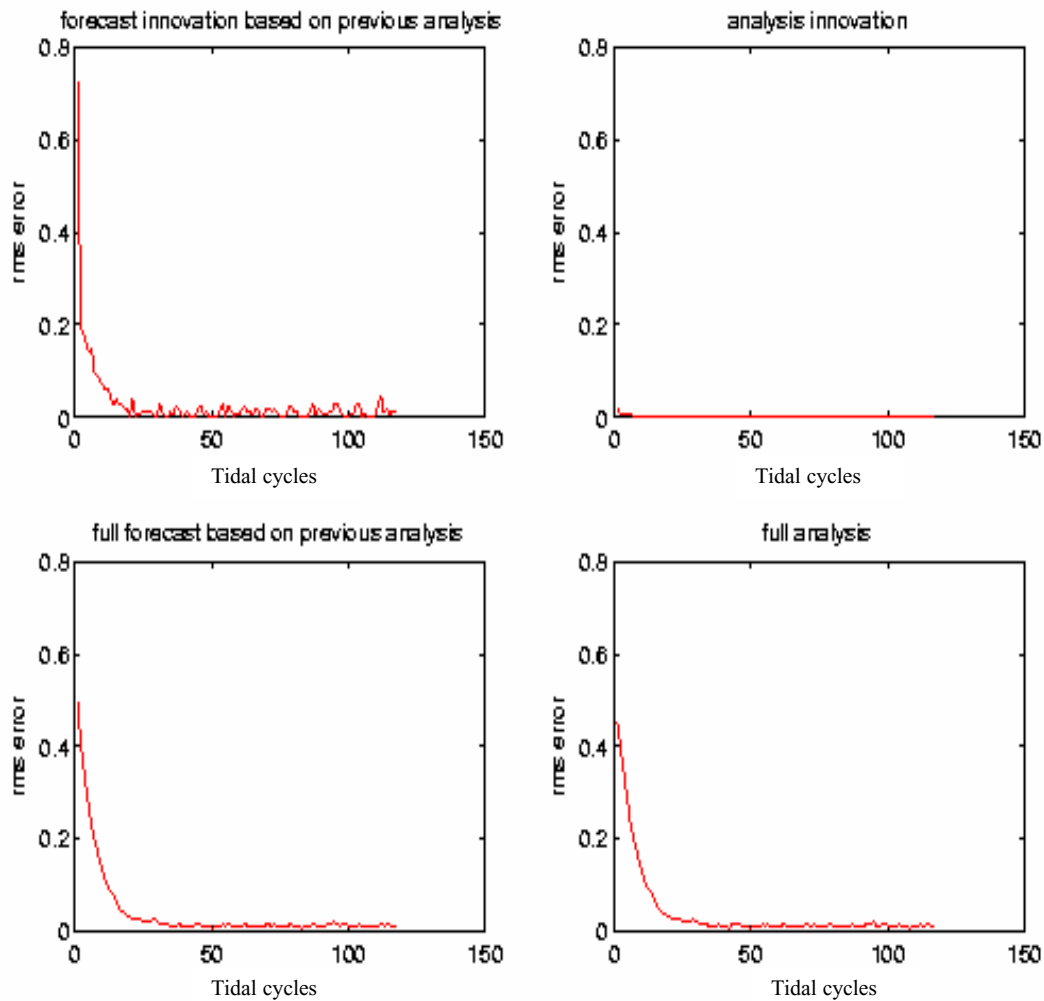 forecast innovation based on previous analysis
0.8
0.6
0.4
0.2
0
rms error
0 50 100 150
Tidal cycles
analysis innovation
0.8
0.6
0.4
0.2
0
rms error
0 50 100 150
Tidal cycles
full forecast based on previous analysis
0.8
0.6
0.4
0.2
0
rms error
0 50 100 150
Tidal cycles
full analysis
0.8
0.6
0.4
0.2
0
rms error
0 50 100 150
Tidal cycles